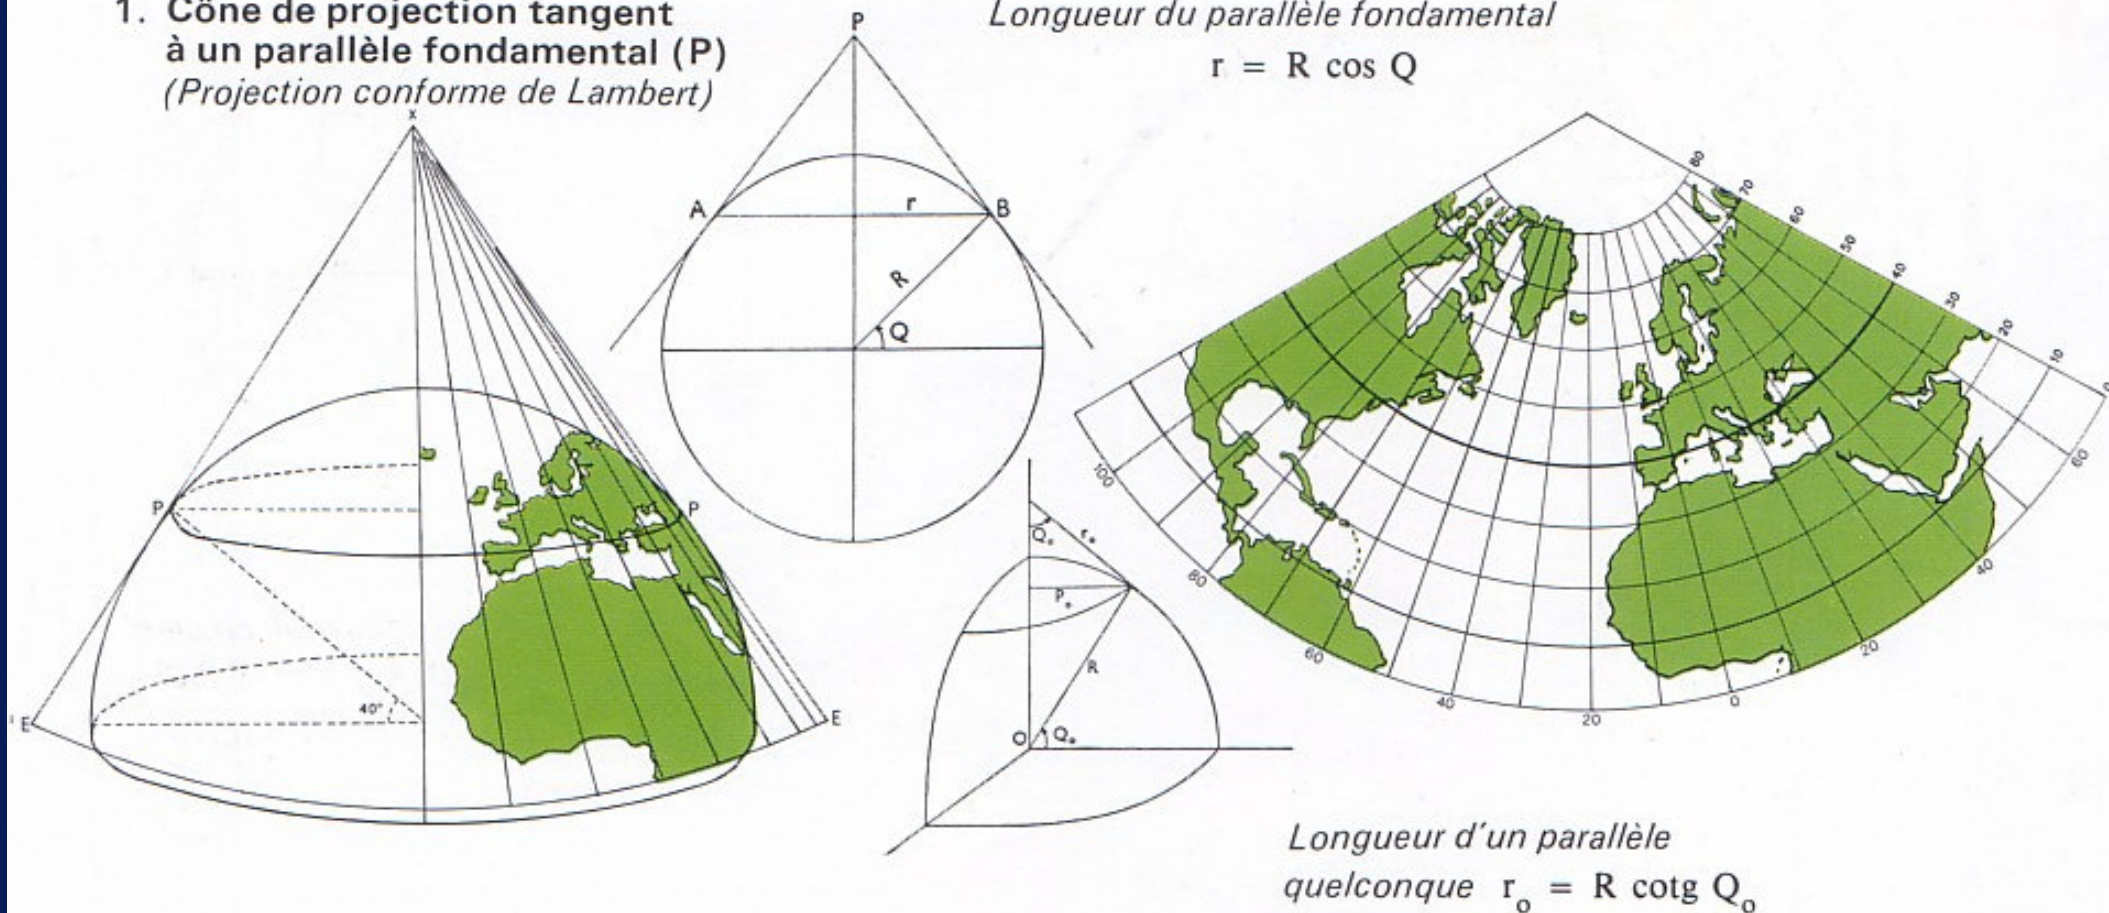 1. Cône de projection tangent
à un parallèle fondamental (P)
(Projection conforme de Lambert)
Longueur du parallèle fondamental
r = R cos Q
x
P
P
40°
E
E
P
A
r
B
R
Q
80
70
60
50
40
30
20
10
0
100
80
60
40
20
0
20
40
60
Q₀
r₀
P₀
R
O
Q₀
Longueur d'un parallèle
quelconque r₀ = R cotg Q₀